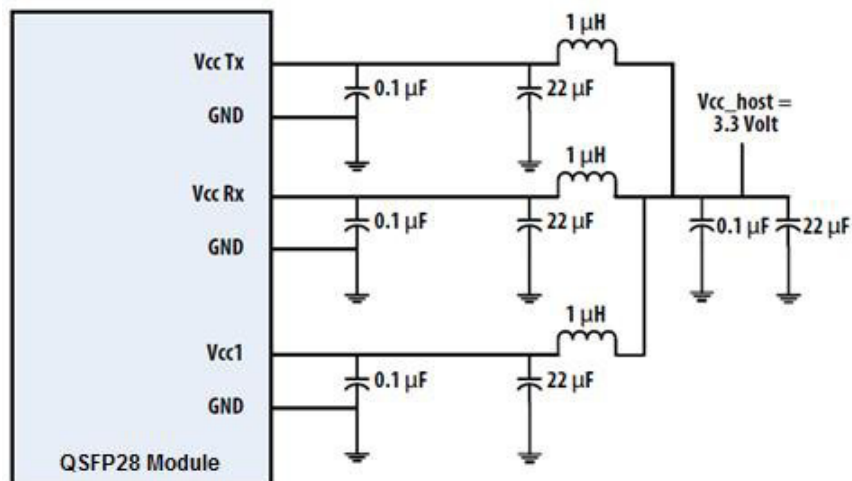 1 μH
Vcc Tx
0.1 μF
22 μF
GND
Vcc_host =
3.3 Volt
1 μH
Vcc Rx
0.1 μF
22 μF
0.1 μF
22 μF
GND
1 μH
Vcc1
0.1 μF
22 μF
GND
QSFP28 Module